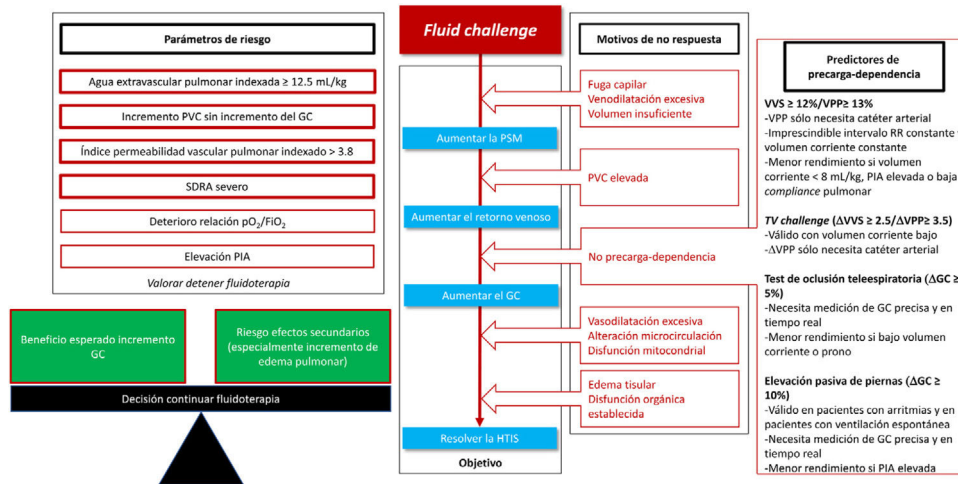 Parámetros de riesgo
Agua extravascular pulmonar indexada ≥ 12.5 mL/kg
Incremento PVC sin incremento del GC
Índice permeabilidad vascular pulmonar indexado > 3.8
SDRA severo
Deterioro relación pO₂/FiO₂
Elevación PIA
Valorar detener fluidoterapia
Beneficio esperado incremento
GC
Riesgo efectos secundarios
(especialmente incremento de
edema pulmonar)
Decisión continuar fluidoterapia
Fluid challenge
Aumentar la PSM
Aumentar el retorno venoso
Aumentar el GC
Resolver la HTIS
Objetivo
Motivos de no respuesta
Fuga capilar
Venodilatación excesiva
Volumen insuficiente
PVC elevada
No precarga-dependencia
Vasodilatación excesiva
Alteración microcirculación
Disfunción mitocondrial
Edema tisular
Disfunción orgánica
establecida
Predictores de
precarga-dependencia
VVS ≥ 12%/VPP≥ 13%
-VPP sólo necesita catéter arterial
-Imprescindible intervalo RR constante
volumen corriente constante
-Menor rendimiento si volumen
corriente < 8 mL/kg, PIA elevada o baja
compliance pulmonar
TV challenge (ΔVVS ≥ 2.5/ΔVPP≥ 3.5)
-Válido con volumen corriente bajo
-ΔVPP sólo necesita catéter arterial
Test de oclusión teleespiratoria (ΔGC ≥
5%)
-Necesita medición de GC precisa y en
tiempo real
-Menor rendimiento si bajo volumen
corriente o prono
Elevación pasiva de piernas (ΔGC ≥
10%)
-Válido en pacientes con arritmias y en
pacientes con ventilación espontánea
-Necesita medición de GC precisa y en
tiempo real
-Menor rendimiento si PIA elevada